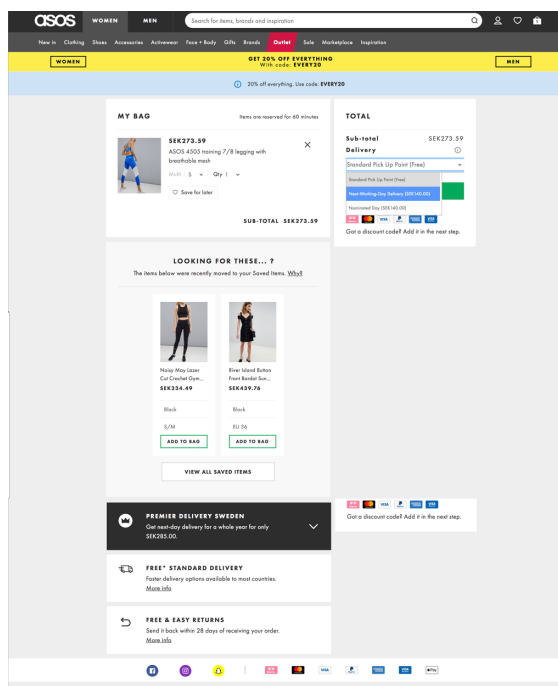 asos
WOMEN
MEN
Search for items, brands and inspiration
New in Clothing Shoes Accessories Activewear Face + Body Gifts Brands Outlet Sale Marketplace Inspiration
WOMEN
GET 20% OFF EVERYTHING
With code: EVERY20
MEN
20% off everything. Use code: EVERY20
MY BAG
Items are reserved for 60 minutes
SEK273.59
ASOS 4505 training 7/8 legging with
breathable mesh
Multi S Qty 1
Save for later
SUB-TOTAL SEK273.59
TOTAL
Sub-total SEK273.59
Delivery
Standard Pick Up Point (Free)
Standard Pick Up Point (Free)
Next-Working-Day Delivery (SEK140.00)
Nominated Day (SEK140.00)
VISA
Got a discount code? Add it in the next step.
LOOKING FOR THESE... ?
The items below were recently moved to your Saved Items. Why?
Noisy May Lazer
Cut Crochet Gym...
SEK334.49
Black
S/M
ADD TO BAG
River Island Button
Front Bardot Sun...
SEK439.76
Black
EU 36
ADD TO BAG
VIEW ALL SAVED ITEMS
PREMIER DELIVERY SWEDEN
Get next-day delivery for a whole year for only
SEK285.00.
VISA
Got a discount code? Add it in the next step.
FREE* STANDARD DELIVERY
Faster delivery options available to most countries.
More info
FREE & EASY RETURNS
Send it back within 28 days of receiving your order.
More info
VISA
Pay